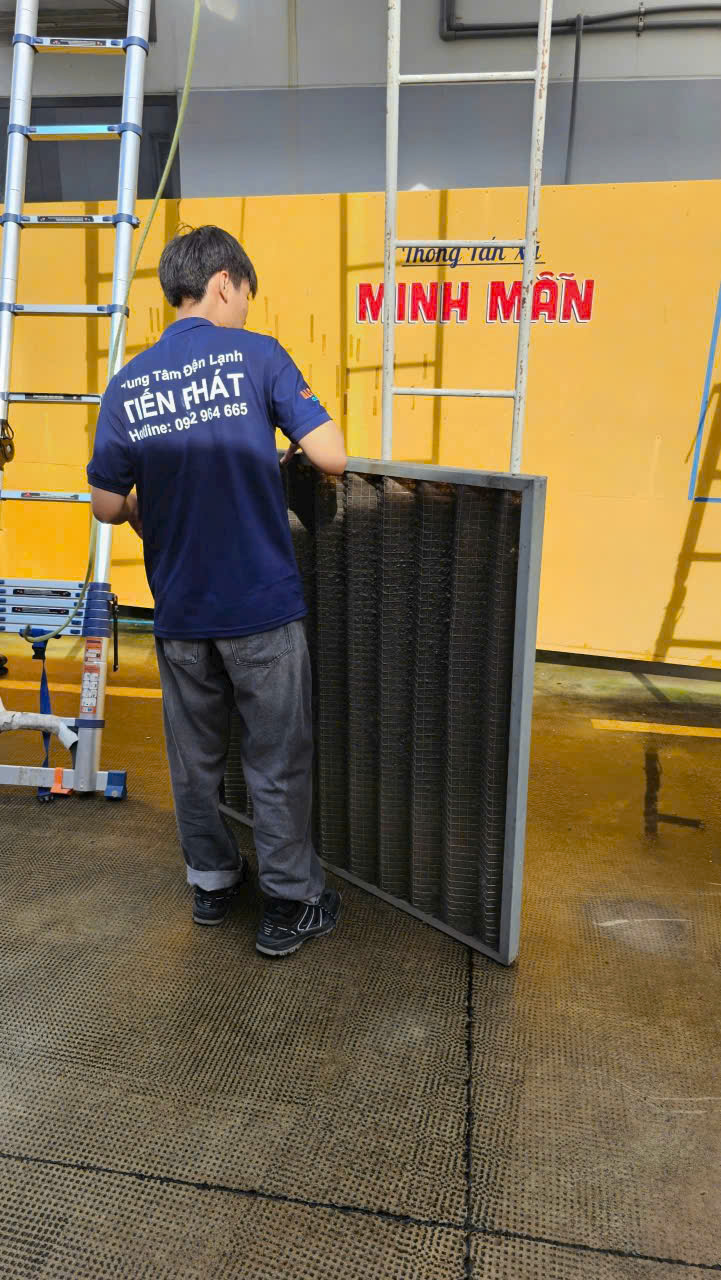 Thông Tấn Xã
MINH MẪN
Trung Tâm Điện Lạnh
TIẾN PHÁT
Hotline: 092 964 665